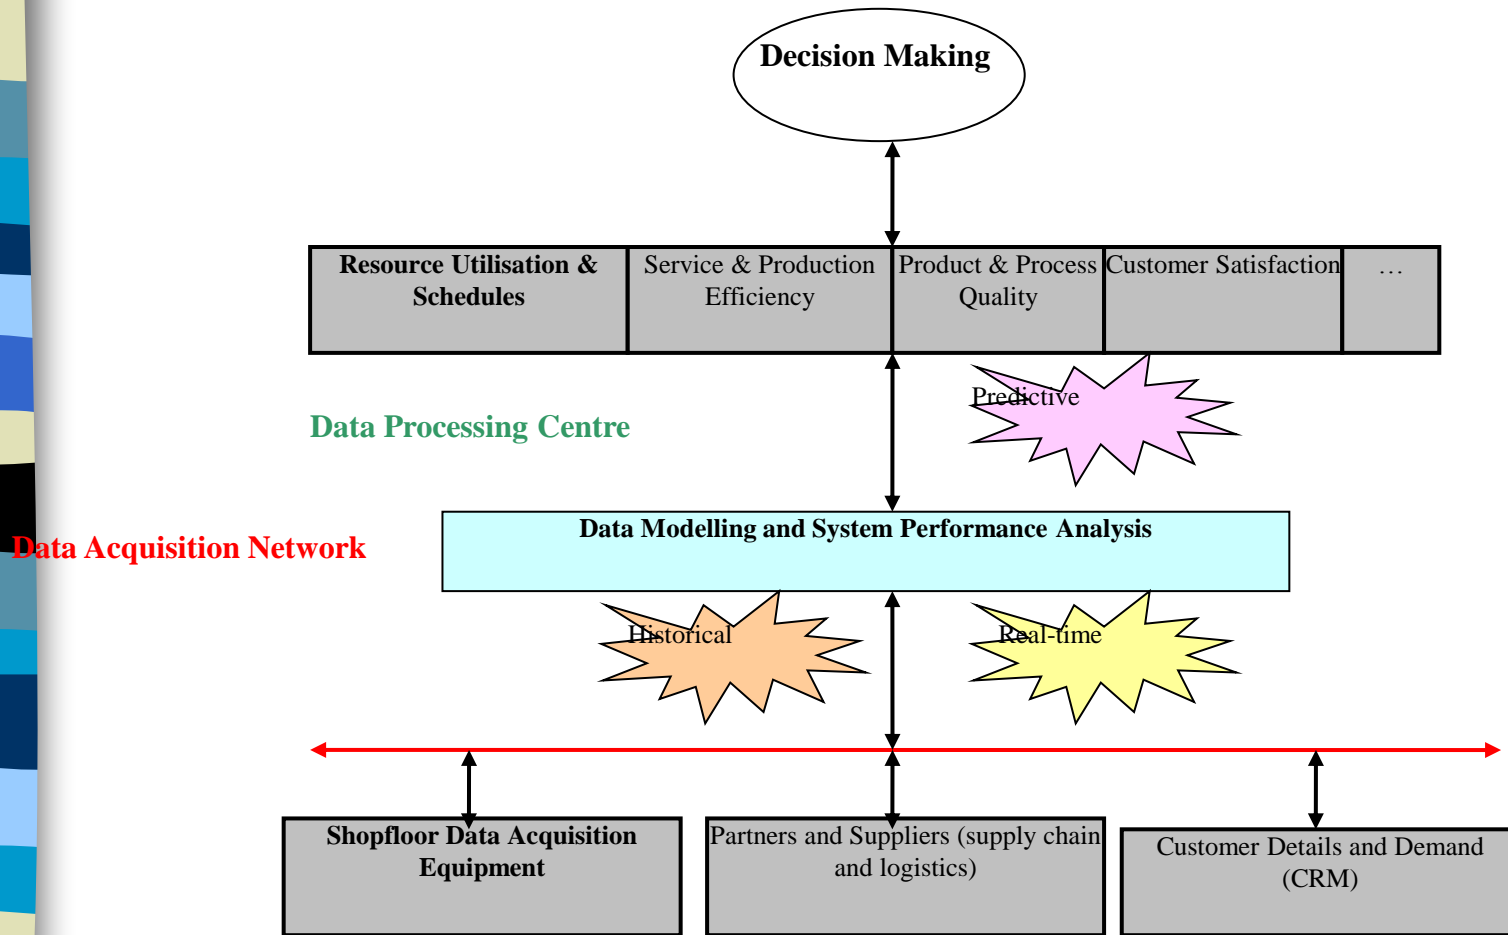 Decision Making
Resource Utilisation &
Schedules
Service & Production
Efficiency
Product & Process
Quality
Customer Satisfaction
…
Predictive
Data Processing Centre
Data Modelling and System Performance Analysis
Data Acquisition Network
Historical
Real-time
Shopfloor Data Acquisition
Equipment
Partners and Suppliers (supply chain
and logistics)
Customer Details and Demand
(CRM)